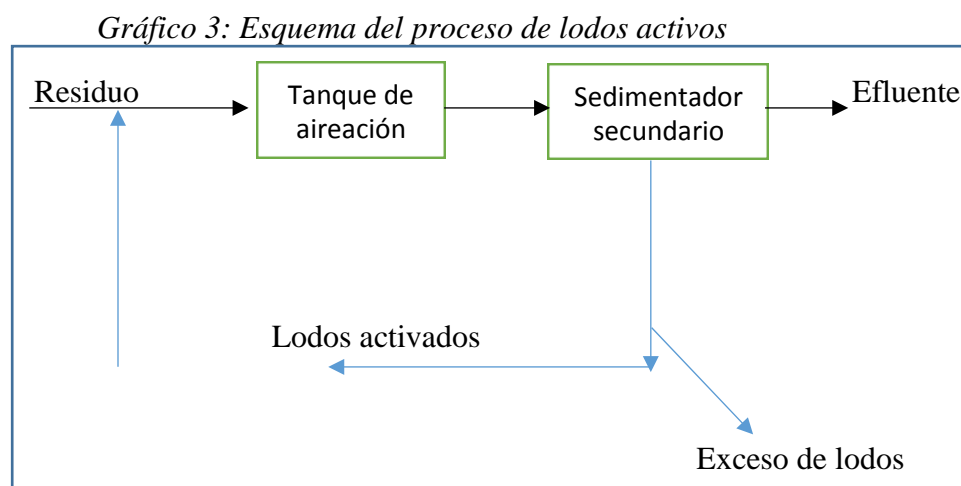 Gráfico 3: Esquema del proceso de lodos activos
Residuo
Tanque de
aireación
Sedimentador
secundario
Efluente
Lodos activados
Exceso de lodos